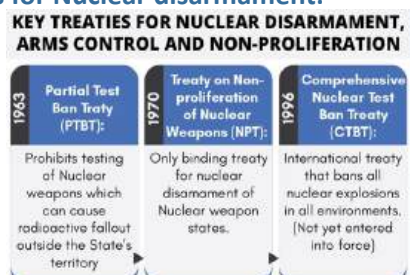 s for Nuclear disarmament:
KEY TREATIES FOR NUCLEAR DISARMAMENT,
ARMS CONTROL AND NON-PROLIFERATION
1963
Partial Test
Ban Traty
(PTBT):
Prohibits testing
of Nuclear
weapons which
can cause
radioactive fallout
outside the State's
territory
1970
Treaty on Non-
proliferation
of Nuclear
Weapons (NPT):
Only binding treaty
for nuclear
disamament of
Nuclear weapon
states.
1996
Comprehensive
Nuclear Test
Ban Treaty
(CTBT):
International treaty
that bans all
nuclear explosions
in all environments.
(Not yet entered
into force)